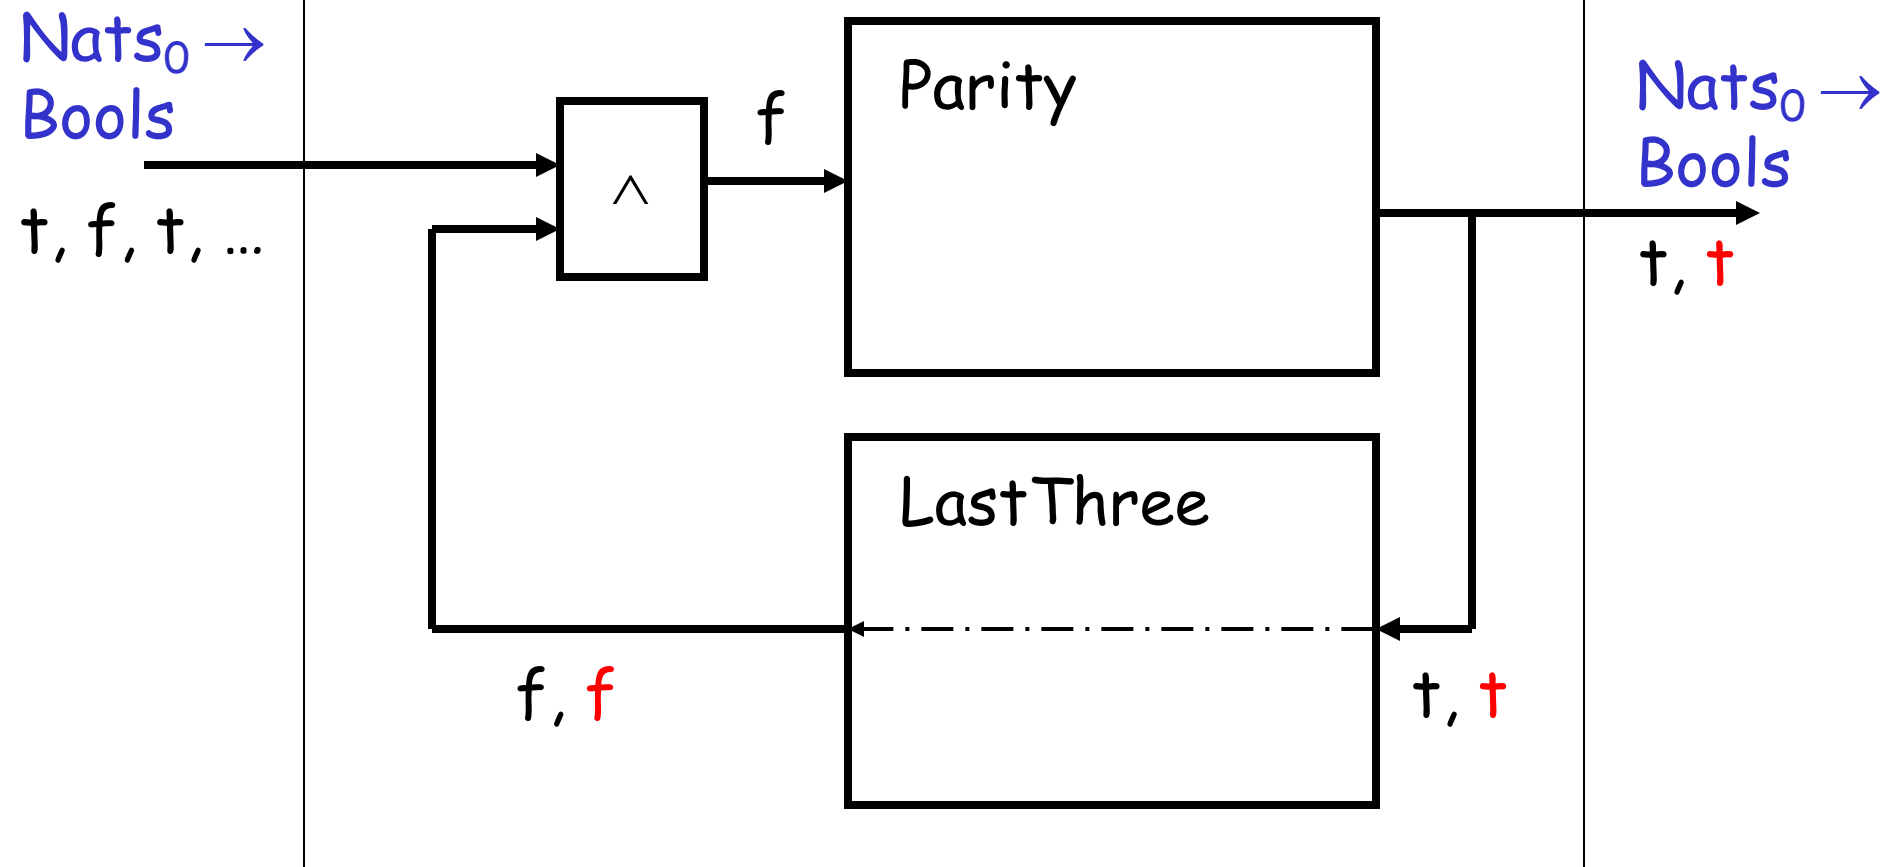 Nats₀ →
Bools
t, f, t, ...
∧
f
Parity
Nats₀ →
Bools
t, t
LastThree
f, f
t, t